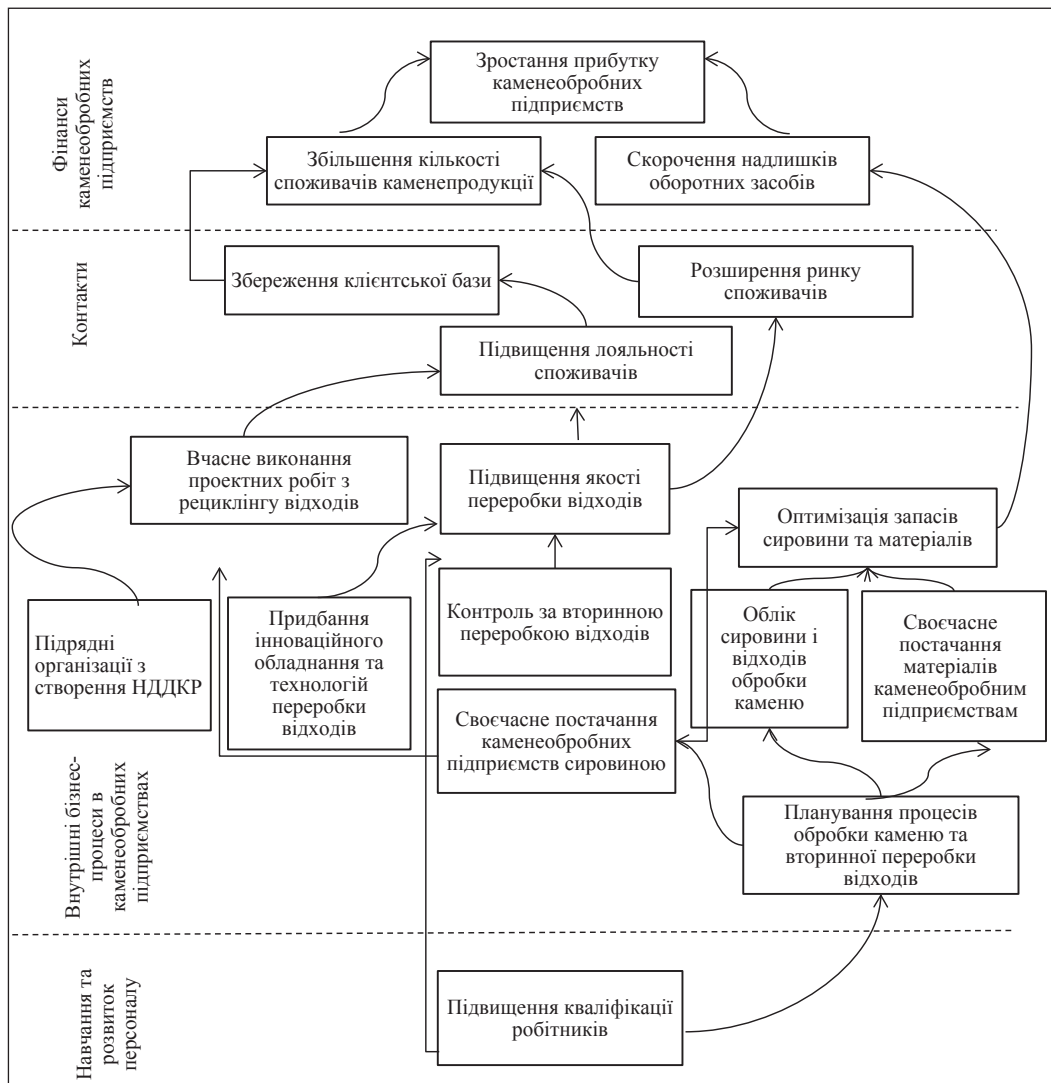 Фінанси
каменеобробних
підприємств
Зростання прибутку
каменеобробних
підприємств
Збільшення кількості
споживачів каменепродукції
Скорочення надлишків
оборотних засобів
Контакти
Збереження клієнтської бази
Розширення ринку
споживачів
Підвищення лояльності
споживачів
Внутрішні бізнес-
процеси в
каменеобробних
підприємствах
Вчасне виконання
проектних робіт з
рециклінгу відходів
Підвищення якості
переробки відходів
Оптимізація запасів
сировини та матеріалів
Підрядні
організації з
створення НДДКР
Придбання
інноваційного
обладнання та
технологій
переробки
відходів
Контроль за вторинною
переробкою відходів
Облік
сировини і
відходів
обробки
каменю
Своєчасне
постачання
матеріалів
каменеобробним
підприємствам
Своєчасне постачання
каменеобробних
підприємств сировиною
Планування процесів
обробки каменю та
вторинної переробки
відходів
Навчання та
розвиток
персоналу
Підвищення кваліфікації
робітників